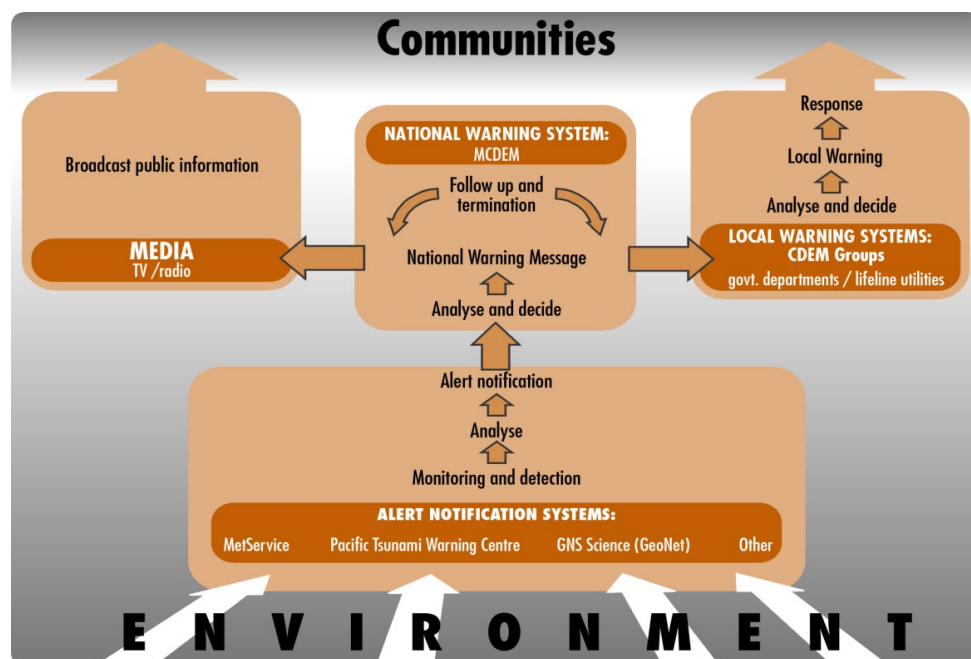 Communities
Broadcast public information
MEDIA
TV /radio
NATIONAL WARNING SYSTEM:
MCDEM
Follow up and
termination
National Warning Message
Analyse and decide
Response
Local Warning
Analyse and decide
LOCAL WARNING SYSTEMS:
CDEM Groups
govt. departments / lifeline utilities
Alert notification
Analyse
Monitoring and detection
ALERT NOTIFICATION SYSTEMS:
MetService Pacific Tsunami Warning Centre GNS Science (GeoNet) Other
ENVIRONMENT